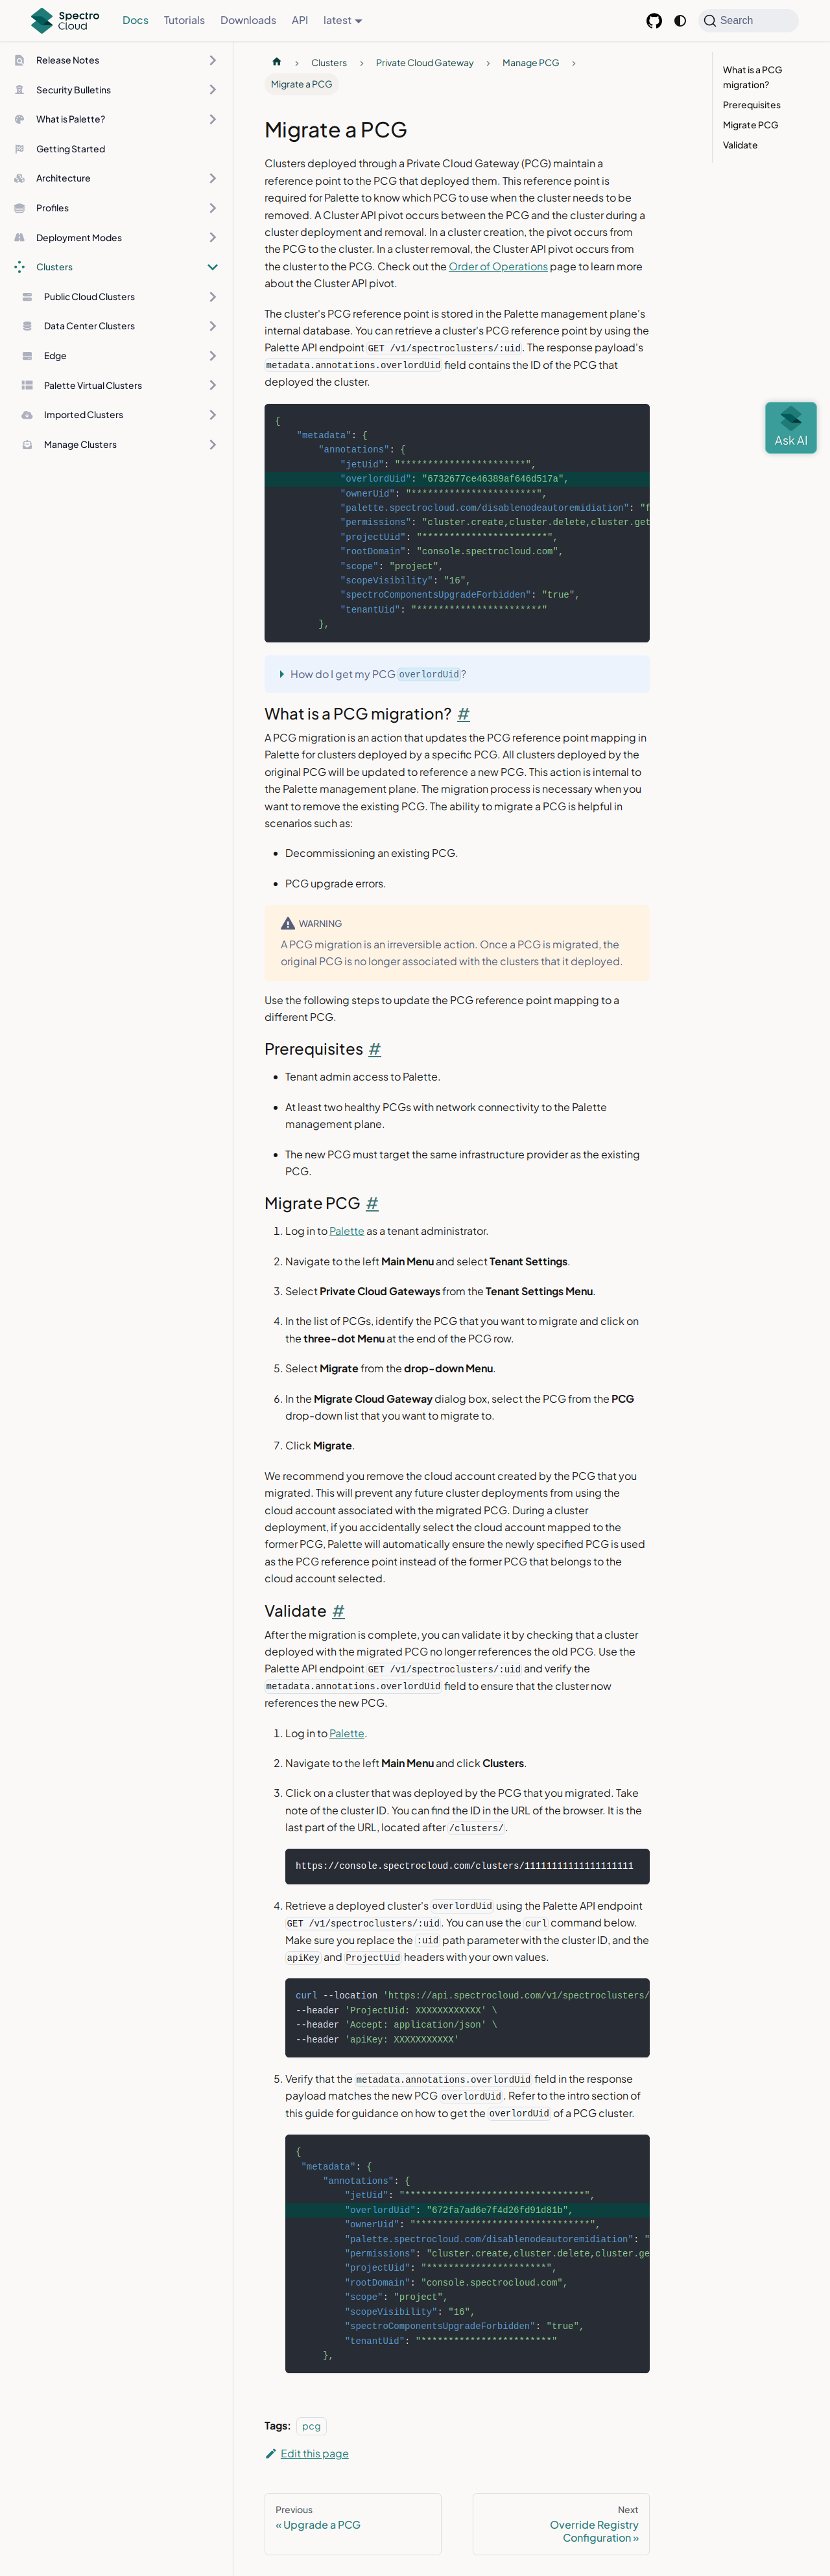 Spectro Cloud
Docs
Tutorials
Downloads
API
latest
Search
Release Notes
Security Bulletins
What is Palette?
Getting Started
Architecture
Profiles
Deployment Modes
Clusters
Public Cloud Clusters
Data Center Clusters
Edge
Palette Virtual Clusters
Imported Clusters
Manage Clusters
Clusters
Private Cloud Gateway
Manage PCG
Migrate a PCG
What is a PCG
migration?
Prerequisites
Migrate PCG
Validate
Migrate a PCG
Clusters deployed through a Private Cloud Gateway (PCG) maintain a
reference point to the PCG that deployed them. This reference point is
required for Palette to know which PCG to use when the cluster needs to be
removed. A Cluster API pivot occurs between the PCG and the cluster during a
cluster deployment and removal. In a cluster creation, the pivot occurs from
the PCG to the cluster. In a cluster removal, the Cluster API pivot occurs from
the cluster to the PCG. Check out the Order of Operations page to learn more
about the Cluster API pivot.
The cluster's PCG reference point is stored in the Palette management plane's
internal database. You can retrieve a cluster's PCG reference point by using the
Palette API endpoint GET /v1/spectroclusters/:uid. The response payload's
metadata.annotations.overlordUid field contains the ID of the PCG that
deployed the cluster.
{
"metadata": {
"annotations": {
"jetUid": "***********************",
"overlordUid": "6732677ce46389af646d517a",
"ownerUid": "***********************",
"palette.spectrocloud.com/disablenodeautoremidiation": "f
"permissions": "cluster.create,cluster.delete,cluster.get
"projectUid": "***********************",
"rootDomain": "console.spectrocloud.com",
"scope": "project",
"scopeVisibility": "16",
"spectroComponentsUpgradeForbidden": "true",
"tenantUid": "***********************"
},
How do I get my PCG overlordUid?
What is a PCG migration? #
A PCG migration is an action that updates the PCG reference point mapping in
Palette for clusters deployed by a specific PCG. All clusters deployed by the
original PCG will be updated to reference a new PCG. This action is internal to
the Palette management plane. The migration process is necessary when you
want to remove the existing PCG. The ability to migrate a PCG is helpful in
scenarios such as:
• Decommissioning an existing PCG.
• PCG upgrade errors.
WARNING
A PCG migration is an irreversible action. Once a PCG is migrated, the
original PCG is no longer associated with the clusters that it deployed.
Use the following steps to update the PCG reference point mapping to a
different PCG.
Prerequisites #
• Tenant admin access to Palette.
• At least two healthy PCGs with network connectivity to the Palette
management plane.
• The new PCG must target the same infrastructure provider as the existing
PCG.
Migrate PCG #
1. Log in to Palette as a tenant administrator.
2. Navigate to the left Main Menu and select Tenant Settings.
3. Select Private Cloud Gateways from the Tenant Settings Menu.
4. In the list of PCGs, identify the PCG that you want to migrate and click on
the three-dot Menu at the end of the PCG row.
5. Select Migrate from the drop-down Menu.
6. In the Migrate Cloud Gateway dialog box, select the PCG from the PCG
drop-down list that you want to migrate to.
7. Click Migrate.
We recommend you remove the cloud account created by the PCG that you
migrated. This will prevent any future cluster deployments from using the
cloud account associated with the migrated PCG. During a cluster
deployment, if you accidentally select the cloud account mapped to the
former PCG, Palette will automatically ensure the newly specified PCG is used
as the PCG reference point instead of the former PCG that belongs to the
cloud account selected.
Validate #
After the migration is complete, you can validate it by checking that a cluster
deployed with the migrated PCG no longer references the old PCG. Use the
Palette API endpoint GET /v1/spectroclusters/:uid and verify the
metadata.annotations.overlordUid field to ensure that the cluster now
references the new PCG.
1. Log in to Palette.
2. Navigate to the left Main Menu and click Clusters.
3. Click on a cluster that was deployed by the PCG that you migrated. Take
note of the cluster ID. You can find the ID in the URL of the browser. It is the
last part of the URL, located after /clusters/.
https://console.spectrocloud.com/clusters/11111111111111111111
4. Retrieve a deployed cluster's overlordUid using the Palette API endpoint
GET /v1/spectroclusters/:uid. You can use the curl command below.
Make sure you replace the :uid path parameter with the cluster ID, and the
apiKey and ProjectUid headers with your own values.
curl --location 'https://api.spectrocloud.com/v1/spectroclusters/
--header 'ProjectUid: XXXXXXXXXXXX' \
--header 'Accept: application/json' \
--header 'apiKey: XXXXXXXXXXX'
5. Verify that the metadata.annotations.overlordUid field in the response
payload matches the new PCG overlordUid. Refer to the intro section of
this guide for guidance on how to get the overlordUid of a PCG cluster.
{
"metadata": {
"annotations": {
"jetUid": "*********************************",
"overlordUid": "672fa7ad6e7f4d26fd91d81b",
"ownerUid": "********************************",
"palette.spectrocloud.com/disablenodeautoremidiation": "
"permissions": "cluster.create,cluster.delete,cluster.ge
"projectUid": "**********************",
"rootDomain": "console.spectrocloud.com",
"scope": "project",
"scopeVisibility": "16",
"spectroComponentsUpgradeForbidden": "true",
"tenantUid": "************************"
},
Tags: pcg
Edit this page
Previous
« Upgrade a PCG
Next
Override Registry
Configuration »
Ask AI